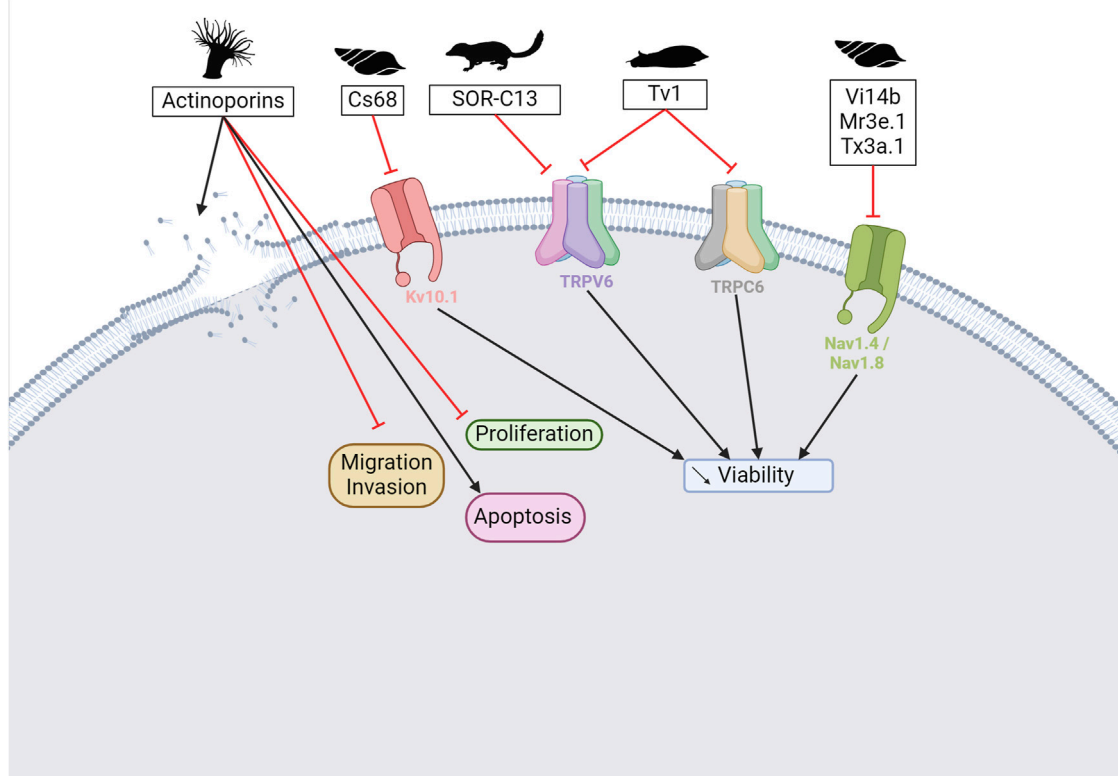 Actinoporins
Cs68
SOR-C13
Tv1
Vi14b
Mr3e.1
Tx3a.1
Kv10.1
TRPV6
TRPC6
Nav1.4 /
Nav1.8
Proliferation
Migration
Invasion
Apoptosis
Viability